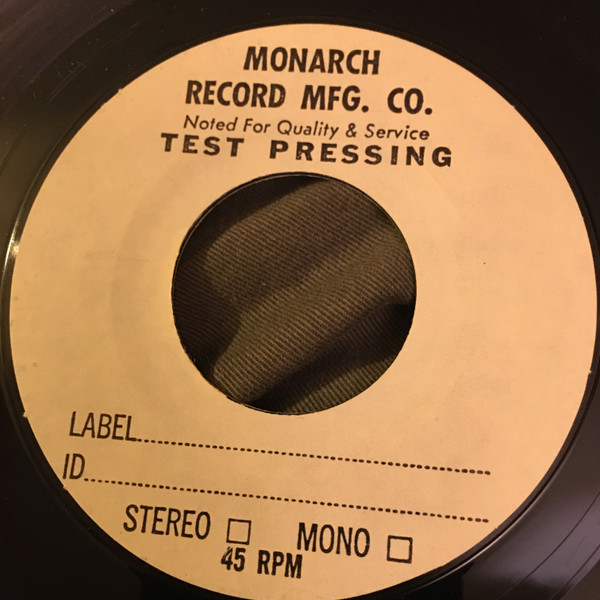 MONARCH
RECORD MFG. CO.
Noted For Quality & Service
TEST PRESSING
LABEL
ID
STEREO □ MONO □
45 RPM